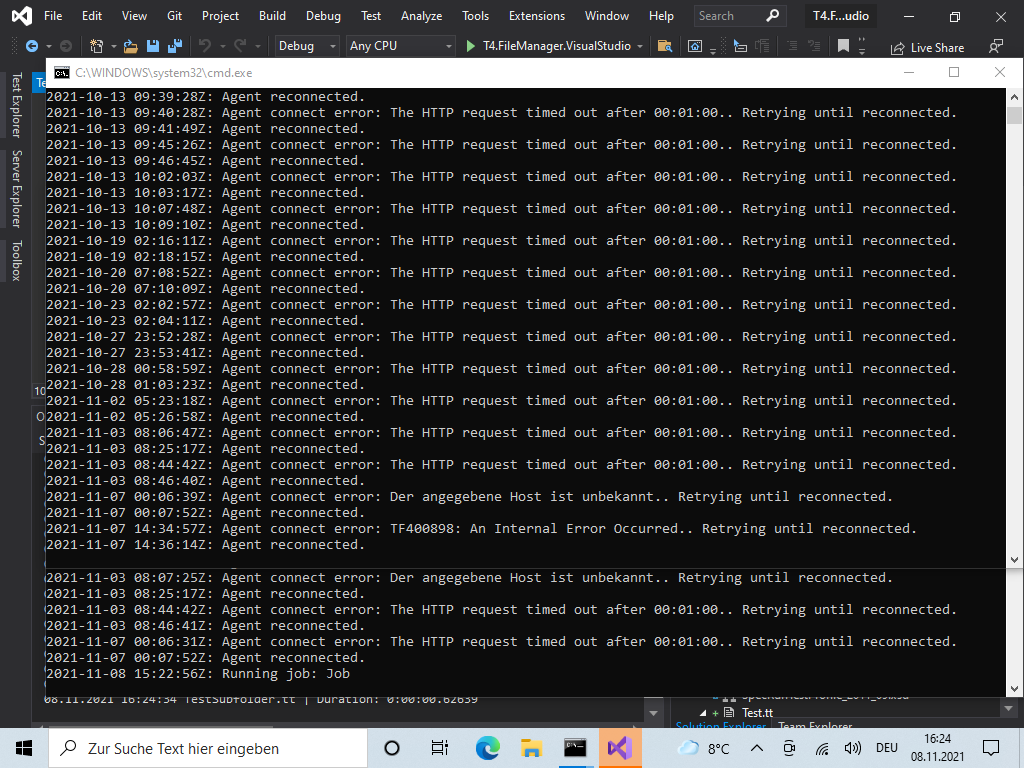 File Edit View Git Project Build Debug Test Analyze Tools Extensions Window Help Search T4.F...udio
Debug Any CPU T4.FileManager.VisualStudio Live Share
Test Explorer
Server Explorer
Toolbox
C:\WINDOWS\system32\cmd.exe
2021-10-13 09:39:28Z: Agent reconnected.
2021-10-13 09:40:28Z: Agent connect error: The HTTP request timed out after 00:01:00.. Retrying until reconnected.
2021-10-13 09:41:49Z: Agent reconnected.
2021-10-13 09:45:26Z: Agent connect error: The HTTP request timed out after 00:01:00.. Retrying until reconnected.
2021-10-13 09:46:45Z: Agent reconnected.
2021-10-13 10:02:03Z: Agent connect error: The HTTP request timed out after 00:01:00.. Retrying until reconnected.
2021-10-13 10:03:17Z: Agent reconnected.
2021-10-13 10:07:48Z: Agent connect error: The HTTP request timed out after 00:01:00.. Retrying until reconnected.
2021-10-13 10:09:10Z: Agent reconnected.
2021-10-19 02:16:11Z: Agent connect error: The HTTP request timed out after 00:01:00.. Retrying until reconnected.
2021-10-19 02:18:15Z: Agent reconnected.
2021-10-20 07:08:52Z: Agent connect error: The HTTP request timed out after 00:01:00.. Retrying until reconnected.
2021-10-20 07:10:09Z: Agent reconnected.
2021-10-23 02:02:57Z: Agent connect error: The HTTP request timed out after 00:01:00.. Retrying until reconnected.
2021-10-23 02:04:11Z: Agent reconnected.
2021-10-27 23:52:28Z: Agent connect error: The HTTP request timed out after 00:01:00.. Retrying until reconnected.
2021-10-27 23:53:41Z: Agent reconnected.
2021-10-28 00:58:59Z: Agent connect error: The HTTP request timed out after 00:01:00.. Retrying until reconnected.
2021-10-28 01:03:23Z: Agent reconnected.
2021-11-02 05:23:18Z: Agent connect error: The HTTP request timed out after 00:01:00.. Retrying until reconnected.
2021-11-02 05:26:58Z: Agent reconnected.
2021-11-03 08:06:47Z: Agent connect error: The HTTP request timed out after 00:01:00.. Retrying until reconnected.
2021-11-03 08:25:17Z: Agent reconnected.
2021-11-03 08:44:42Z: Agent connect error: The HTTP request timed out after 00:01:00.. Retrying until reconnected.
2021-11-03 08:46:40Z: Agent reconnected.
2021-11-07 00:06:39Z: Agent connect error: Der angegebene Host ist unbekannt.. Retrying until reconnected.
2021-11-07 00:07:52Z: Agent reconnected.
2021-11-07 14:34:57Z: Agent connect error: TF400898: An Internal Error Occurred.. Retrying until reconnected.
2021-11-07 14:36:14Z: Agent reconnected.
2021-11-03 08:07:25Z: Agent connect error: Der angegebene Host ist unbekannt.. Retrying until reconnected.
2021-11-03 08:25:17Z: Agent reconnected.
2021-11-03 08:44:42Z: Agent connect error: The HTTP request timed out after 00:01:00.. Retrying until reconnected.
2021-11-03 08:46:41Z: Agent reconnected.
2021-11-07 00:06:31Z: Agent connect error: The HTTP request timed out after 00:01:00.. Retrying until reconnected.
2021-11-07 00:07:52Z: Agent reconnected.
2021-11-08 15:22:56Z: Running job: Job
08.11.2021 16:24:34 TestSubfolder.tt | Duration: 0:00:00.62639
Test.tt
Solution Explorer Team Explorer
Zur Suche Text hier eingeben
8°C DEU 16:24
08.11.2021